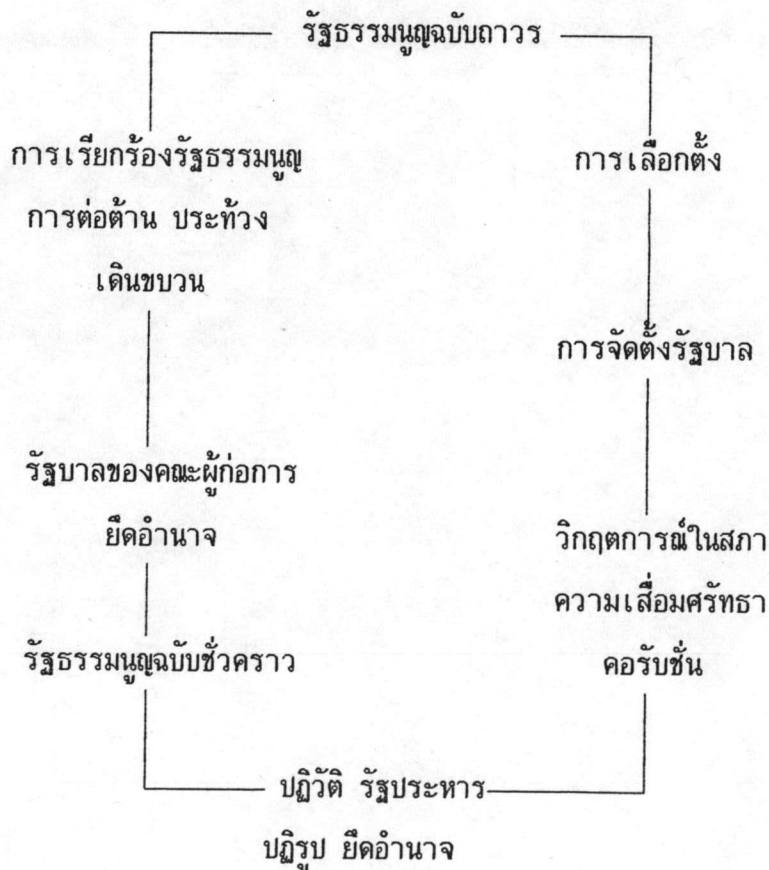 รัฐธรรมนูญฉบับถาวร
การเรียกร้องรัฐธรรมนูญ
การต่อต้าน ประท้วง
เดินขบวน
การเลือกตั้ง
การจัดตั้งรัฐบาล
รัฐบาลของคณะผู้ก่อการ
ยึดอำนาจ
วิกฤตการณ์ในสภา
ความเสื่อมศรัทธา
คอรับชั่น
รัฐธรรมนูญฉบับชั่วคราว
ปฏิวัติ รัฐประหาร
ปฏิรูป ยึดอำนาจ